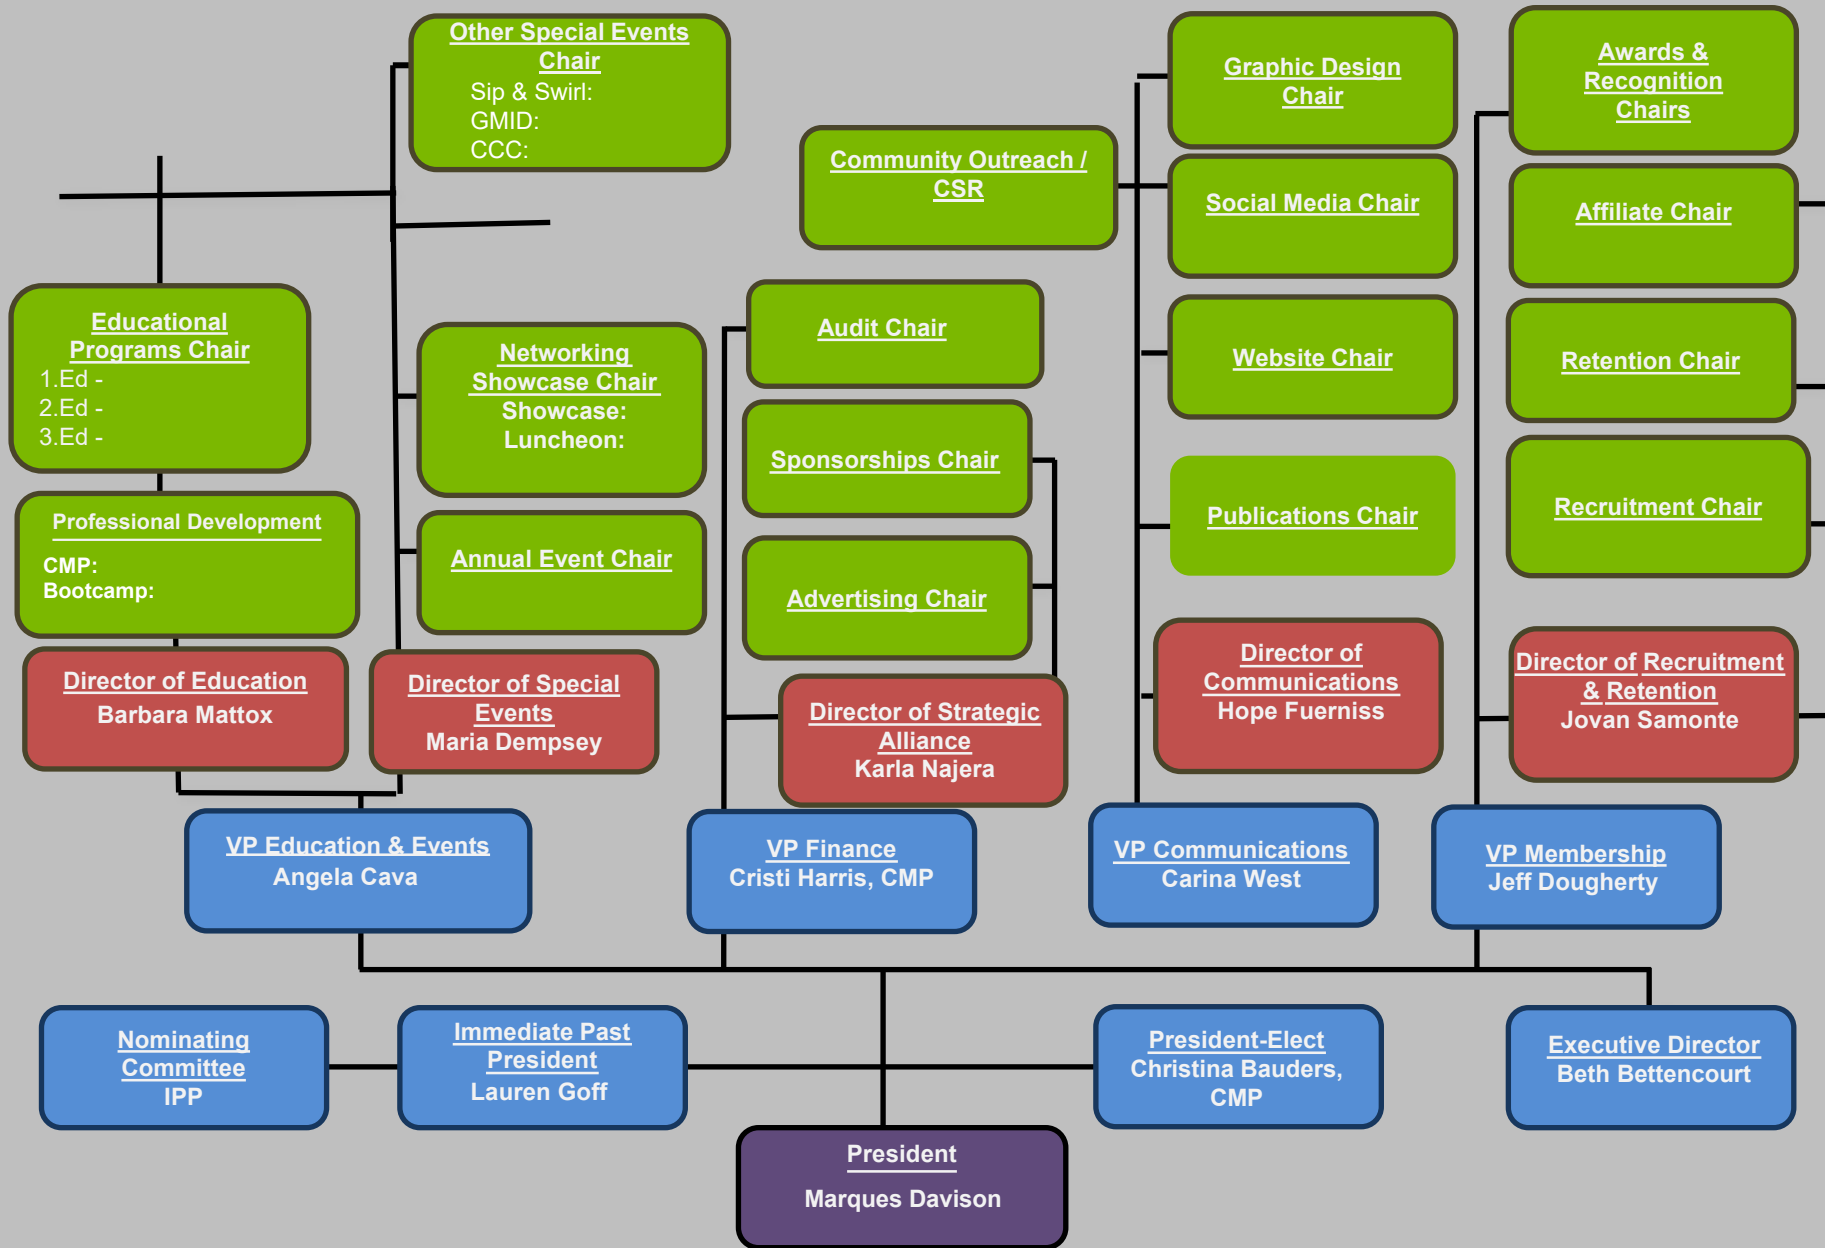 Other Special Events
Chair
Sip & Swirl:
GMID:
CCC:
Graphic Design
Chair
Awards &
Recognition
Chairs
Community Outreach /
CSR
Social Media Chair
Affiliate Chair
Educational
Programs Chair
1.Ed -
2.Ed -
3.Ed -
Networking
Showcase Chair
Showcase:
Luncheon:
Audit Chair
Website Chair
Retention Chair
Sponsorships Chair
Publications Chair
Recruitment Chair
Professional Development
CMP:
Bootcamp:
Annual Event Chair
Advertising Chair
Director of Education
Barbara Mattox
Director of Special
Events
Maria Dempsey
Director of Strategic
Alliance
Karla Najera
Director of
Communications
Hope Fuerniss
Director of Recruitment
& Retention
Jovan Samonte
VP Education & Events
Angela Cava
VP Finance
Cristi Harris, CMP
VP Communications
Carina West
VP Membership
Jeff Dougherty
Nominating
Committee
IPP
Immediate Past
President
Lauren Goff
President-Elect
Christina Bauders,
CMP
Executive Director
Beth Bettencourt
President
Marques Davison